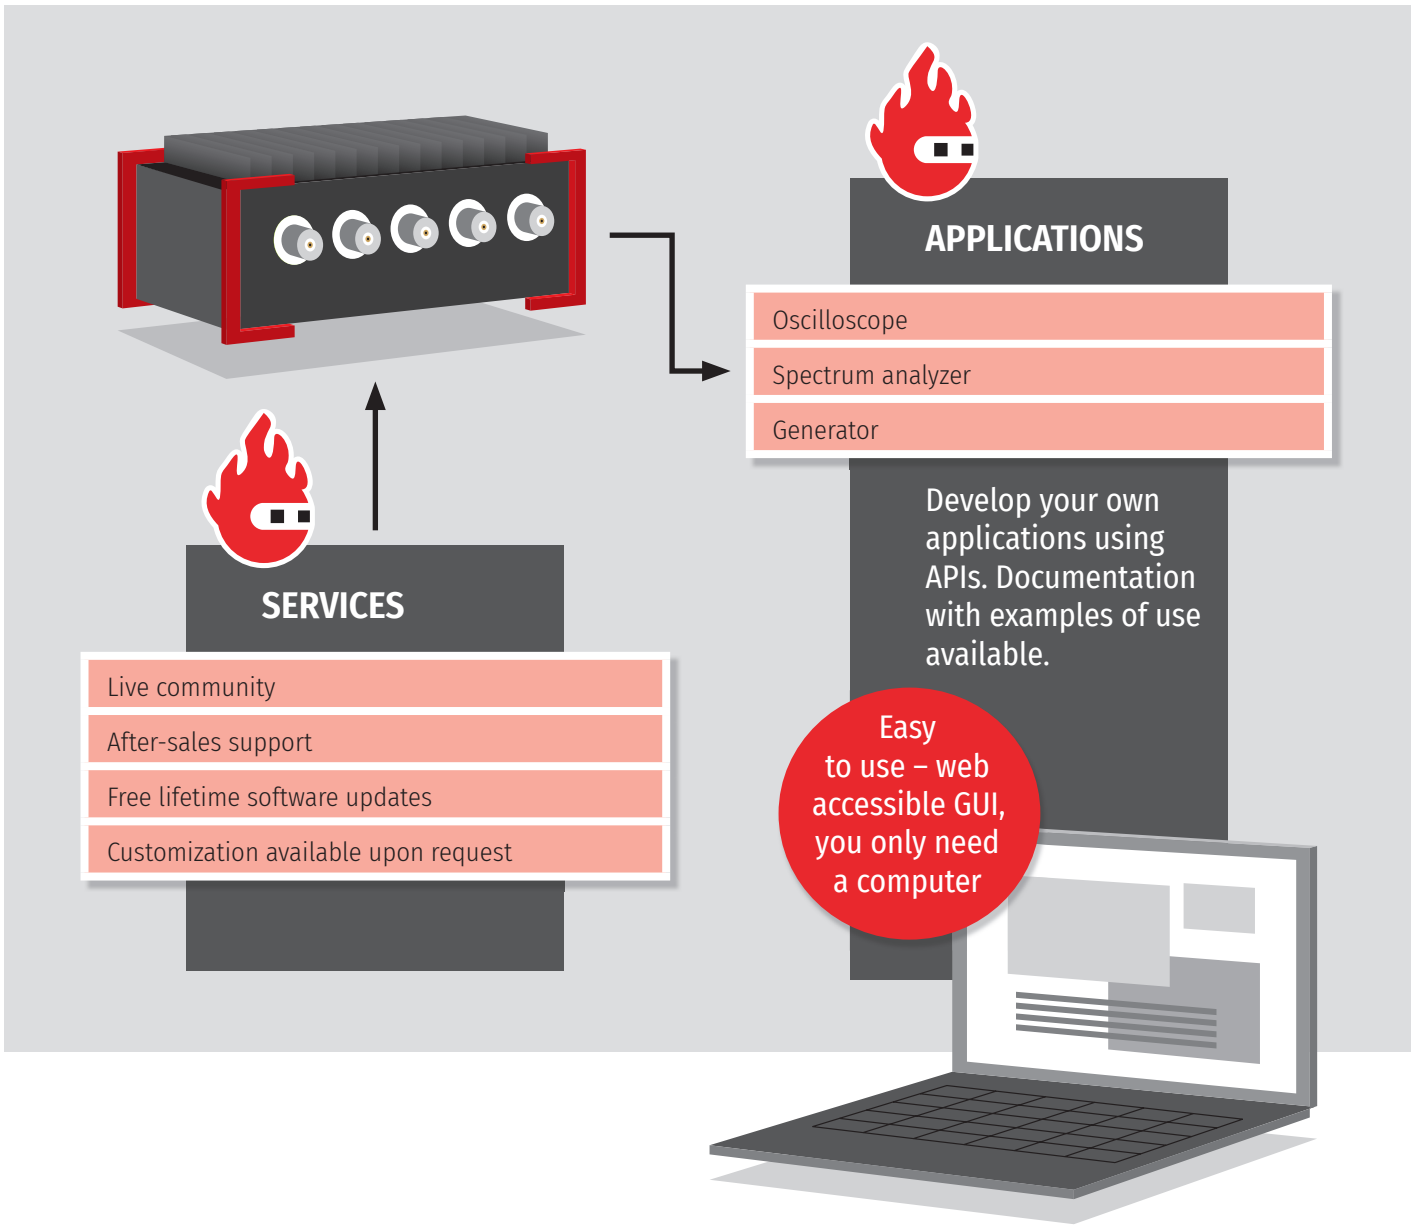 APPLICATIONS
Oscilloscope
Spectrum analyzer
Generator
Develop your own
applications using
APIs. Documentation
with examples of use
available.
SERVICES
Live community
After-sales support
Free lifetime software updates
Customization available upon request
Easy
to use – web
accessible GUI,
you only need
a computer